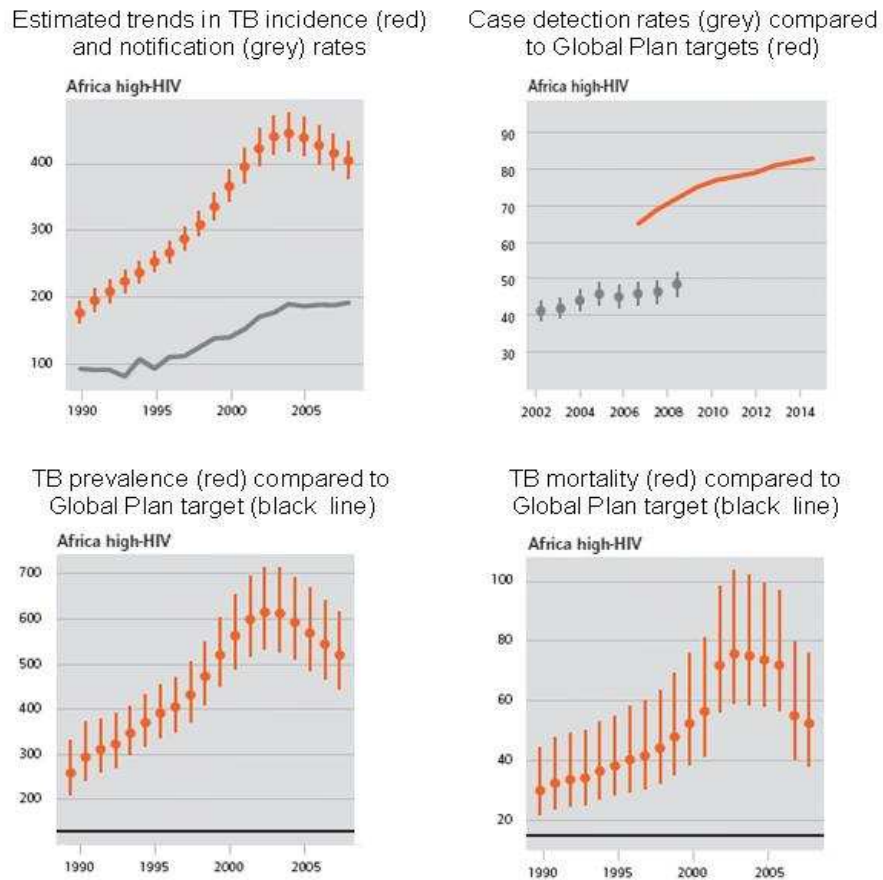 Estimated trends in TB incidence (red)
and notification (grey) rates
Africa high-HIV
400
300
200
100
1990 1995 2000 2005
Case detection rates (grey) compared
to Global Plan targets (red)
Africa high-HIV
90
80
70
60
50
40
30
2002 2004 2006 2008 2010 2012 2014
TB prevalence (red) compared to
Global Plan target (black line)
Africa high-HIV
700
600
500
400
300
200
1990 1995 2000 2005
TB mortality (red) compared to
Global Plan target (black line)
Africa high-HIV
100
80
60
40
20
1990 1995 2000 2005